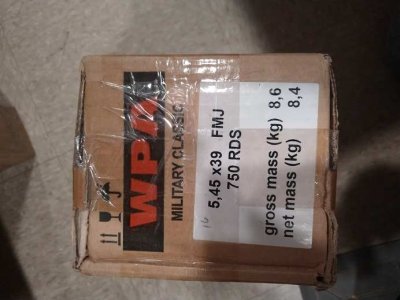 WPA
MILITARY CLASSIC
5,45 x39 FMJ
750 RDS
gross mass (kg) 8,6
net mass (kg) 8,4